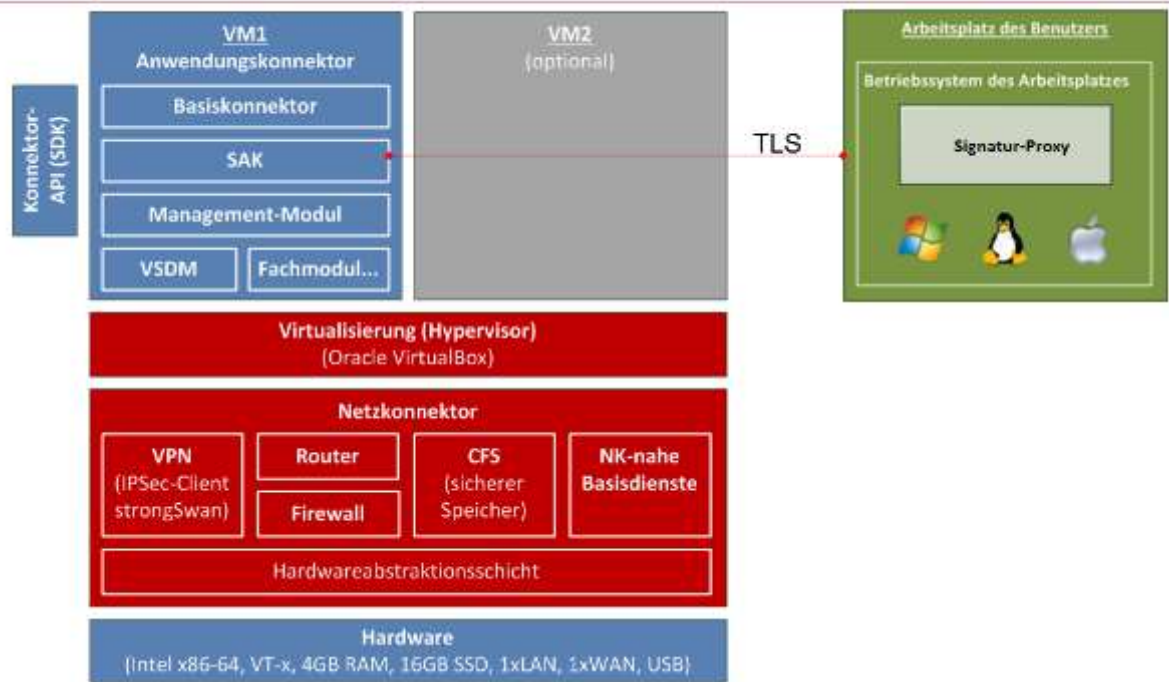 Konnektor-
API (SDK)
VM1
Anwendungskonnektor
Basiskonnektor
SAK
Management-Modul
VSDM
Fachmodul...
VM2
(optional)
TLS
Arbeitsplatz des Benutzers
Betriebssystem des Arbeitsplatzes
Signatur-Proxy
Virtualisierung (Hypervisor)
(Oracle VirtualBox)
Netzkonnektor
VPN
(IPSec-Client
strongSwan)
Router
Firewall
CFS
(sicherer
Speicher)
NK-nahe
Basisdienste
Hardwareabstraktionsschicht
Hardware
(Intel x86-64, VT-x, 4GB RAM, 16GB SSD, 1xLAN, 1xWAN, USB)